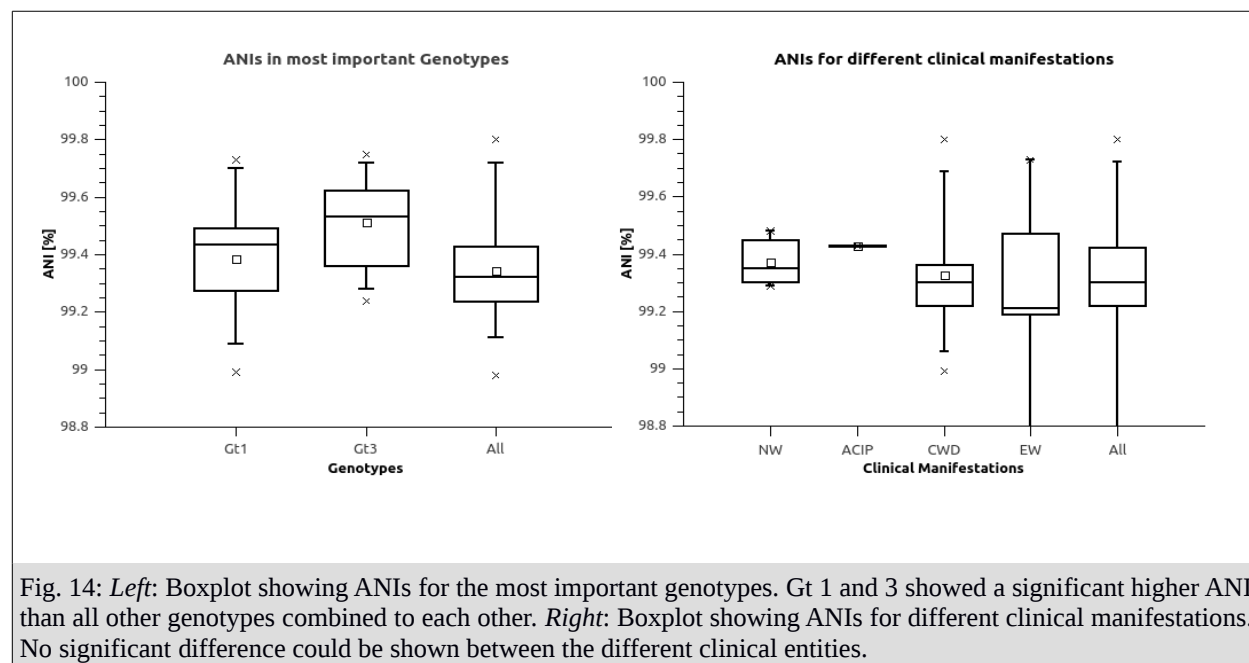 ANIs in most important Genotypes
100
99.8
99.6
99.4
99.2
99
98.8
ANI [%]
Gt1 Gt3 All
Genotypes
ANIs for different clinical manifestations
100
99.8
99.6
99.4
99.2
99
98.8
ANI [%]
NW ACIP CWD EW All
Clinical Manifestations
Fig. 14: Left: Boxplot showing ANIs for the most important genotypes. Gt 1 and 3 showed a significant higher ANI
than all other genotypes combined to each other. Right: Boxplot showing ANIs for different clinical manifestations.
No significant difference could be shown between the different clinical entities.